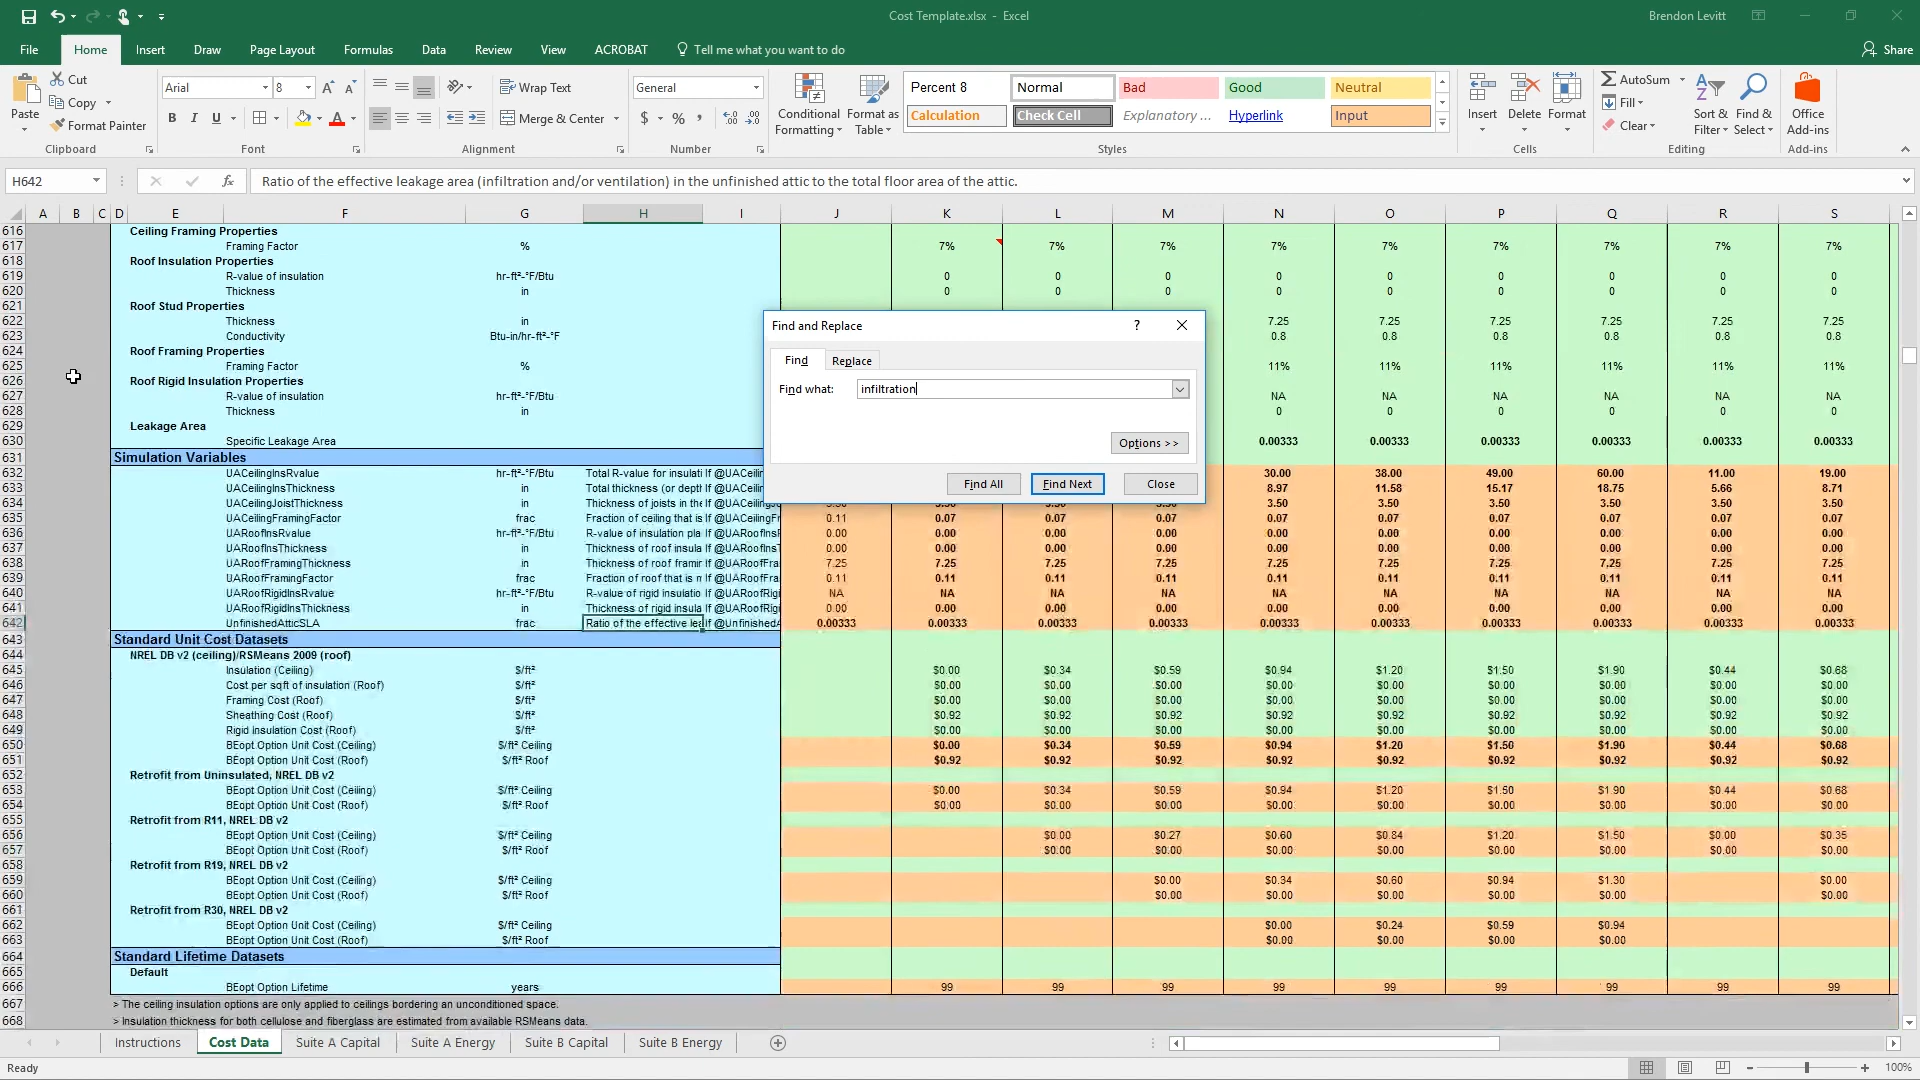 Cost Template.xlsx - Excel
Brendon Levitt
File Home Insert Draw Page Layout Formulas Data Review View ACROBAT Tell me what you want to do Share
Paste
Cut
Copy
Format Painter
Clipboard
Arial 8
B I U
Font
Wrap Text
Merge & Center
Alignment
General
$ % ,
Number
Conditional Formatting
Format as Table
Percent 8 Normal Bad Good Neutral
Calculation Check Cell Explanatory ... Hyperlink Input
Styles
Insert Delete Format
Cells
AutoSum
Fill
Clear
Sort & Filter
Find & Select
Editing
Office Add-ins
Add-ins
H642 fx Ratio of the effective leakage area (infiltration and/or ventilation) in the unfinished attic to the total floor area of the attic.
A B C D E F G H I J K L M N O P Q R S
616 Ceiling Framing Properties
617 Framing Factor % 7% 7% 7% 7% 7% 7% 7% 7% 7%
618 Roof Insulation Properties
619 R-value of insulation hr-ft²-°F/Btu 0 0 0 0 0 0 0 0 0
620 Thickness in 0 0 0 0 0 0 0 0 0
621 Roof Stud Properties
622 Thickness in 7.25 7.25 7.25 7.25 7.25 7.25
623 Conductivity Btu-in/hr-ft²-°F 0.8 0.8 0.8 0.8 0.8 0.8
624 Roof Framing Properties
625 Framing Factor % 11% 11% 11% 11% 11% 11%
626 Roof Rigid Insulation Properties
627 R-value of insulation hr-ft²-°F/Btu NA NA NA NA NA NA
628 Thickness in 0 0 0 0 0 0
629 Leakage Area
630 Specific Leakage Area 0.00333 0.00333 0.00333 0.00333 0.00333 0.00333
631 Simulation Variables
632 UACeilingInsRvalue hr-ft²-°F/Btu Total R-value for insulati If @UACeilin 30.00 38.00 49.00 60.00 11.00 19.00
633 UACeilingInsThickness in Total thickness (or dept If @UACeilin 8.97 11.58 15.17 18.75 5.66 8.71
634 UACeilingJoistThickness in Thickness of joists in the If @UACeilingJ 3.50 3.50 3.50 3.50 3.50 3.50 3.50 3.50 3.50 3.50
635 UACeilingFramingFactor frac Fraction of ceiling that is If @UACeilingFr 0.11 0.07 0.07 0.07 0.07 0.07 0.07 0.07 0.07 0.07
636 UARoofInsRvalue hr-ft²-°F/Btu R-value of insulation pla If @UARoofInsR 0.00 0.00 0.00 0.00 0.00 0.00 0.00 0.00 0.00 0.00
637 UARoofInsThickness in Thickness of roof insula If @UARoofInsT 0.00 0.00 0.00 0.00 0.00 0.00 0.00 0.00 0.00 0.00
638 UARoofFramingThickness in Thickness of roof framir If @UARoofFra 7.25 7.25 7.25 7.25 7.25 7.25 7.25 7.25 7.25 7.25
639 UARoofFramingFactor frac Fraction of roof that is m If @UARoofFra 0.11 0.11 0.11 0.11 0.11 0.11 0.11 0.11 0.11 0.11
640 UARoofRigidInsRvalue hr-ft²-°F/Btu R-value of rigid insulatio If @UARoofRigi NA NA NA NA NA NA NA NA NA NA
641 UARoofRigidInsThickness in Thickness of rigid insula If @UARoofRigi 0.00 0.00 0.00 0.00 0.00 0.00 0.00 0.00 0.00 0.00
642 UnfinishedAtticSLA frac Ratio of the effective lea If @UnfinishedA 0.00333 0.00333 0.00333 0.00333 0.00333 0.00333 0.00333 0.00333 0.00333 0.00333
643 Standard Unit Cost Datasets
644 NREL DB v2 (ceiling)/RSMeans 2009 (roof)
645 Insulation (Ceiling) $/ft² $0.00 $0.34 $0.59 $0.94 $1.20 $1.50 $1.90 $0.44 $0.68
646 Cost per sqft of insulation (Roof) $/ft² $0.00 $0.00 $0.00 $0.00 $0.00 $0.00 $0.00 $0.00 $0.00
647 Framing Cost (Roof) $/ft² $0.00 $0.00 $0.00 $0.00 $0.00 $0.00 $0.00 $0.00 $0.00
648 Sheathing Cost (Roof) $/ft² $0.92 $0.92 $0.92 $0.92 $0.92 $0.92 $0.92 $0.92 $0.92
649 Rigid Insulation Cost (Roof) $/ft² $0.00 $0.00 $0.00 $0.00 $0.00 $0.00 $0.00 $0.00 $0.00
650 BEopt Option Unit Cost (Ceiling) $/ft² Ceiling $0.00 $0.34 $0.59 $0.94 $1.20 $1.50 $1.90 $0.44 $0.68
651 BEopt Option Unit Cost (Roof) $/ft² Roof $0.92 $0.92 $0.92 $0.92 $0.92 $0.92 $0.92 $0.92 $0.92
652 Retrofit from Uninsulated, NREL DB v2
653 BEopt Option Unit Cost (Ceiling) $/ft² Ceiling $0.00 $0.34 $0.59 $0.94 $1.20 $1.50 $1.90 $0.44 $0.68
654 BEopt Option Unit Cost (Roof) $/ft² Roof $0.00 $0.00 $0.00 $0.00 $0.00 $0.00 $0.00 $0.00 $0.00
655 Retrofit from R11, NREL DB v2
656 BEopt Option Unit Cost (Ceiling) $/ft² Ceiling $0.00 $0.27 $0.60 $0.84 $1.20 $1.50 $0.00 $0.35
657 BEopt Option Unit Cost (Roof) $/ft² Roof $0.00 $0.00 $0.00 $0.00 $0.00 $0.00 $0.00 $0.00
658 Retrofit from R19, NREL DB v2
659 BEopt Option Unit Cost (Ceiling) $/ft² Ceiling $0.00 $0.34 $0.60 $0.94 $1.30 $0.00
660 BEopt Option Unit Cost (Roof) $/ft² Roof $0.00 $0.00 $0.00 $0.00 $0.00 $0.00
661 Retrofit from R30, NREL DB v2
662 BEopt Option Unit Cost (Ceiling) $/ft² Ceiling $0.00 $0.24 $0.59 $0.94
663 BEopt Option Unit Cost (Roof) $/ft² Roof $0.00 $0.00 $0.00 $0.00
664 Standard Lifetime Datasets
665 Default
666 BEopt Option Lifetime years 99 99 99 99 99 99 99 99 99
667 > The ceiling insulation options are only applied to ceilings bordering an unconditioned space.
668 > Insulation thickness for both cellulose and fiberglass are estimated from available RSMeans data.
Find and Replace ?
Find Replace
Find what: infiltration
Options >>
Find All Find Next Close
Instructions Cost Data Suite A Capital Suite A Energy Suite B Capital Suite B Energy
Ready
100%